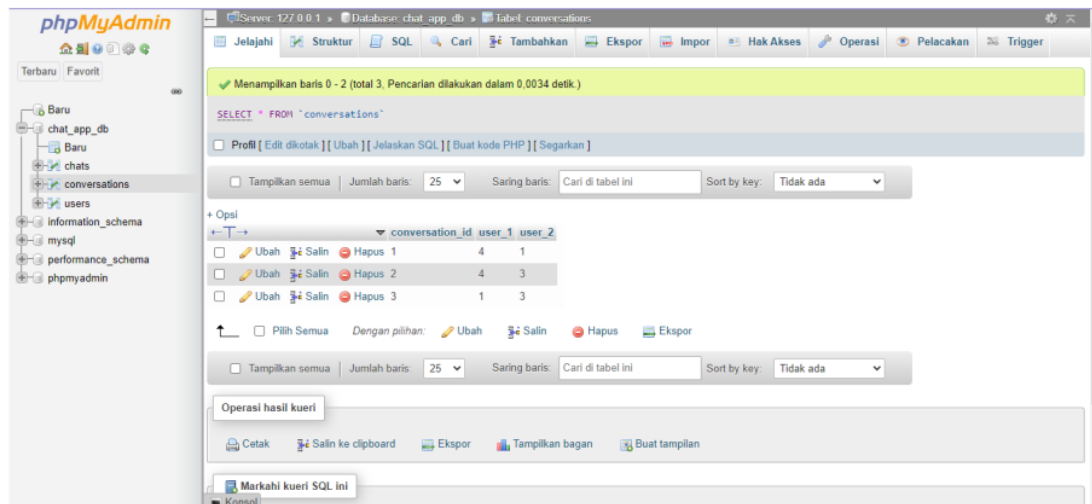 phpMyAdmin
Terbaru Favorit
Baru
chat_app_db
Baru
chats
conversations
users
information_schema
mysql
performance_schema
phpmyadmin
Server: 127.0.0.1 » Database: chat_app_db » Tabel: conversations
Jelajahi Struktur SQL Cari Tambahkan Ekspor Impor Hak Akses Operasi Pelacakan Trigger
Menampilkan baris 0 - 2 (total 3, Pencarian dilakukan dalam 0,0034 detik.)
SELECT * FROM `conversations`
Profil [ Edit dikotak ] [ Ubah ] [ Jelaskan SQL ] [ Buat kode PHP ] [ Segarkan ]
Tampilkan semua | Jumlah baris: 25 Saring baris: Cari di tabel ini Sort by key: Tidak ada
+ Opsi
←T→ conversation_id user_1 user_2
Ubah Salin Hapus 1 4 1
Ubah Salin Hapus 2 4 3
Ubah Salin Hapus 3 1 3
Pilih Semua Dengan pilihan: Ubah Salin Hapus Ekspor
Tampilkan semua | Jumlah baris: 25 Saring baris: Cari di tabel ini Sort by key: Tidak ada
Operasi hasil kueri
Cetak Salin ke clipboard Ekspor Tampilkan bagan Buat tampilan
Markahi kueri SQL ini
Konsol